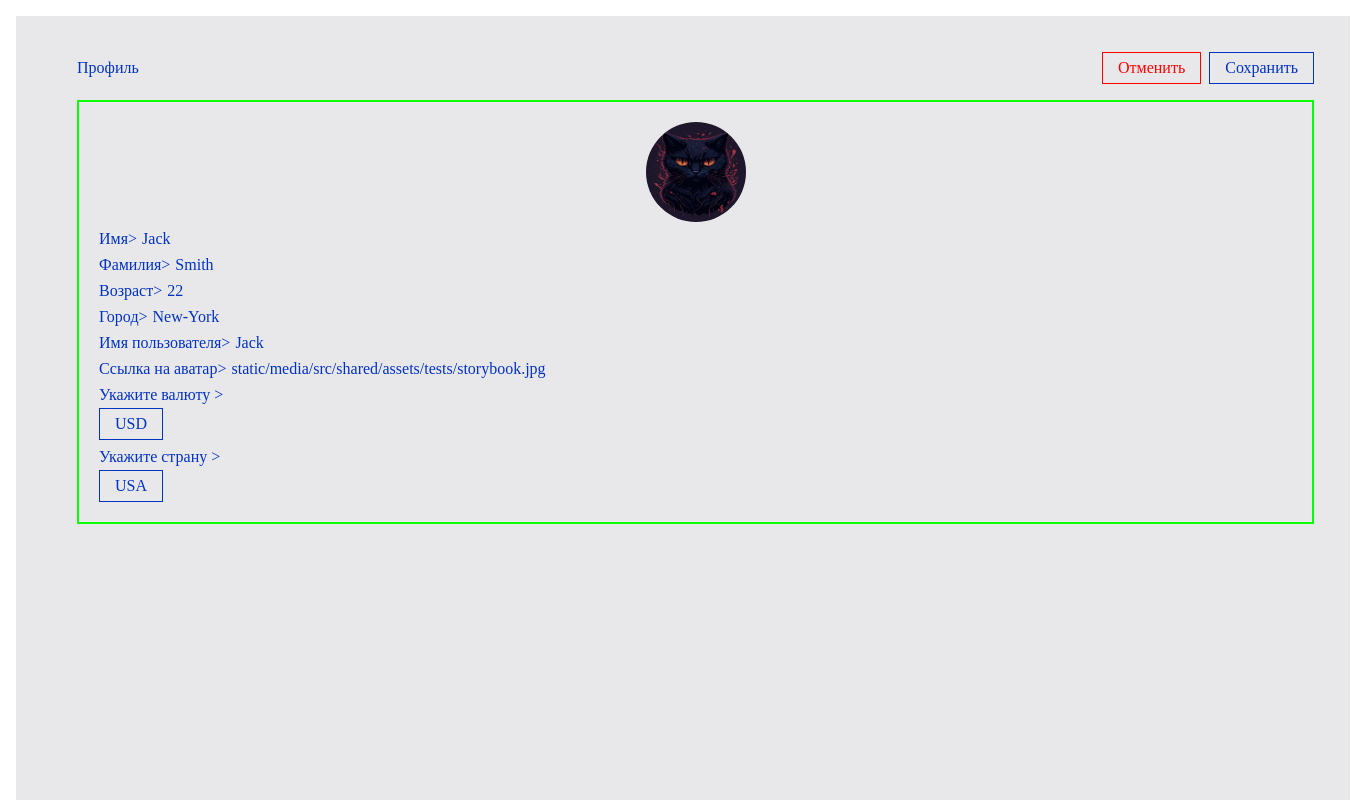 Профиль
Отменить
Сохранить
Имя> Jack
Фамилия> Smith
Возраст> 22
Город> New-York
Имя пользователя> Jack
Ссылка на аватар> static/media/src/shared/assets/tests/storybook.jpg
Укажите валюту >
USD
Укажите страну >
USA